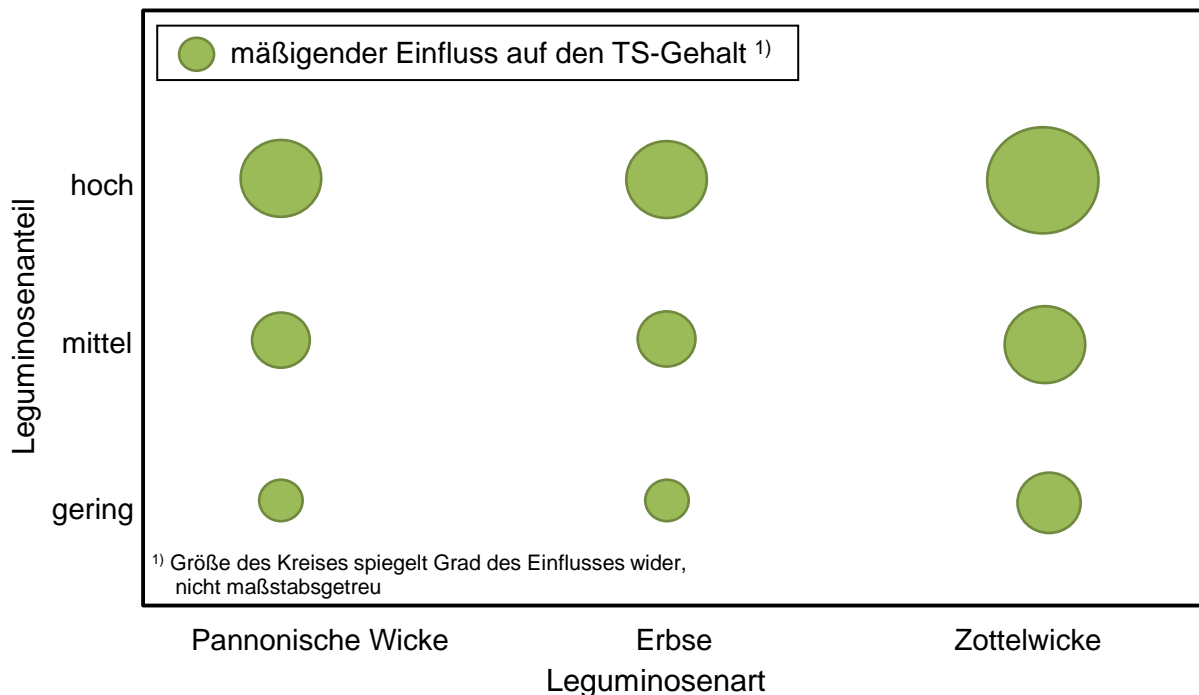 mäßigender Einfluss auf den TS-Gehalt 1)
Leguminosenanteil
hoch
mittel
gering
1) Größe des Kreises spiegelt Grad des Einflusses wider,
nicht maßstabsgetreu
Pannonische Wicke
Erbse
Zottelwicke
Leguminosenart